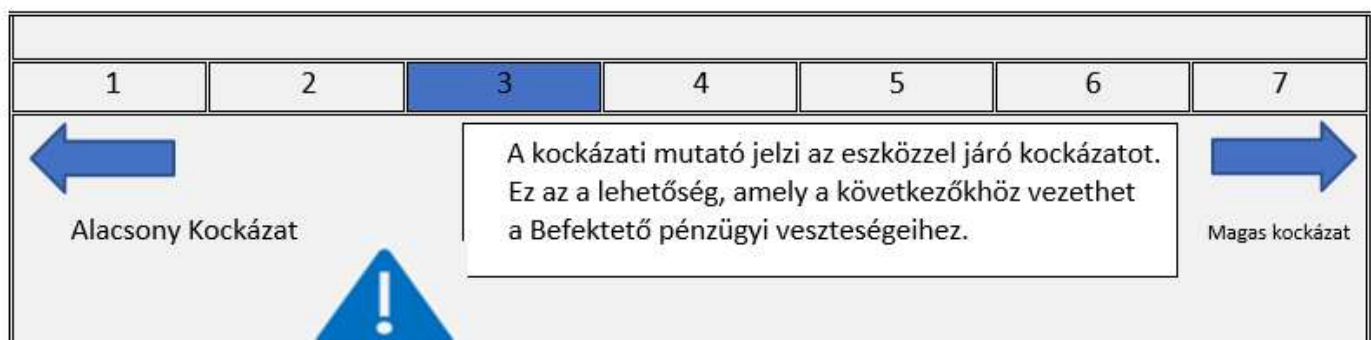 1 2 3 4 5 6 7
A kockázati mutató jelzi az eszközzel járó kockázatot.
Ez az a lehetőség, amely a következőkhöz vezethet
a Befektető pénzügyi veszteségeihez.
Alacsony Kockázat
Magas kockázat
!